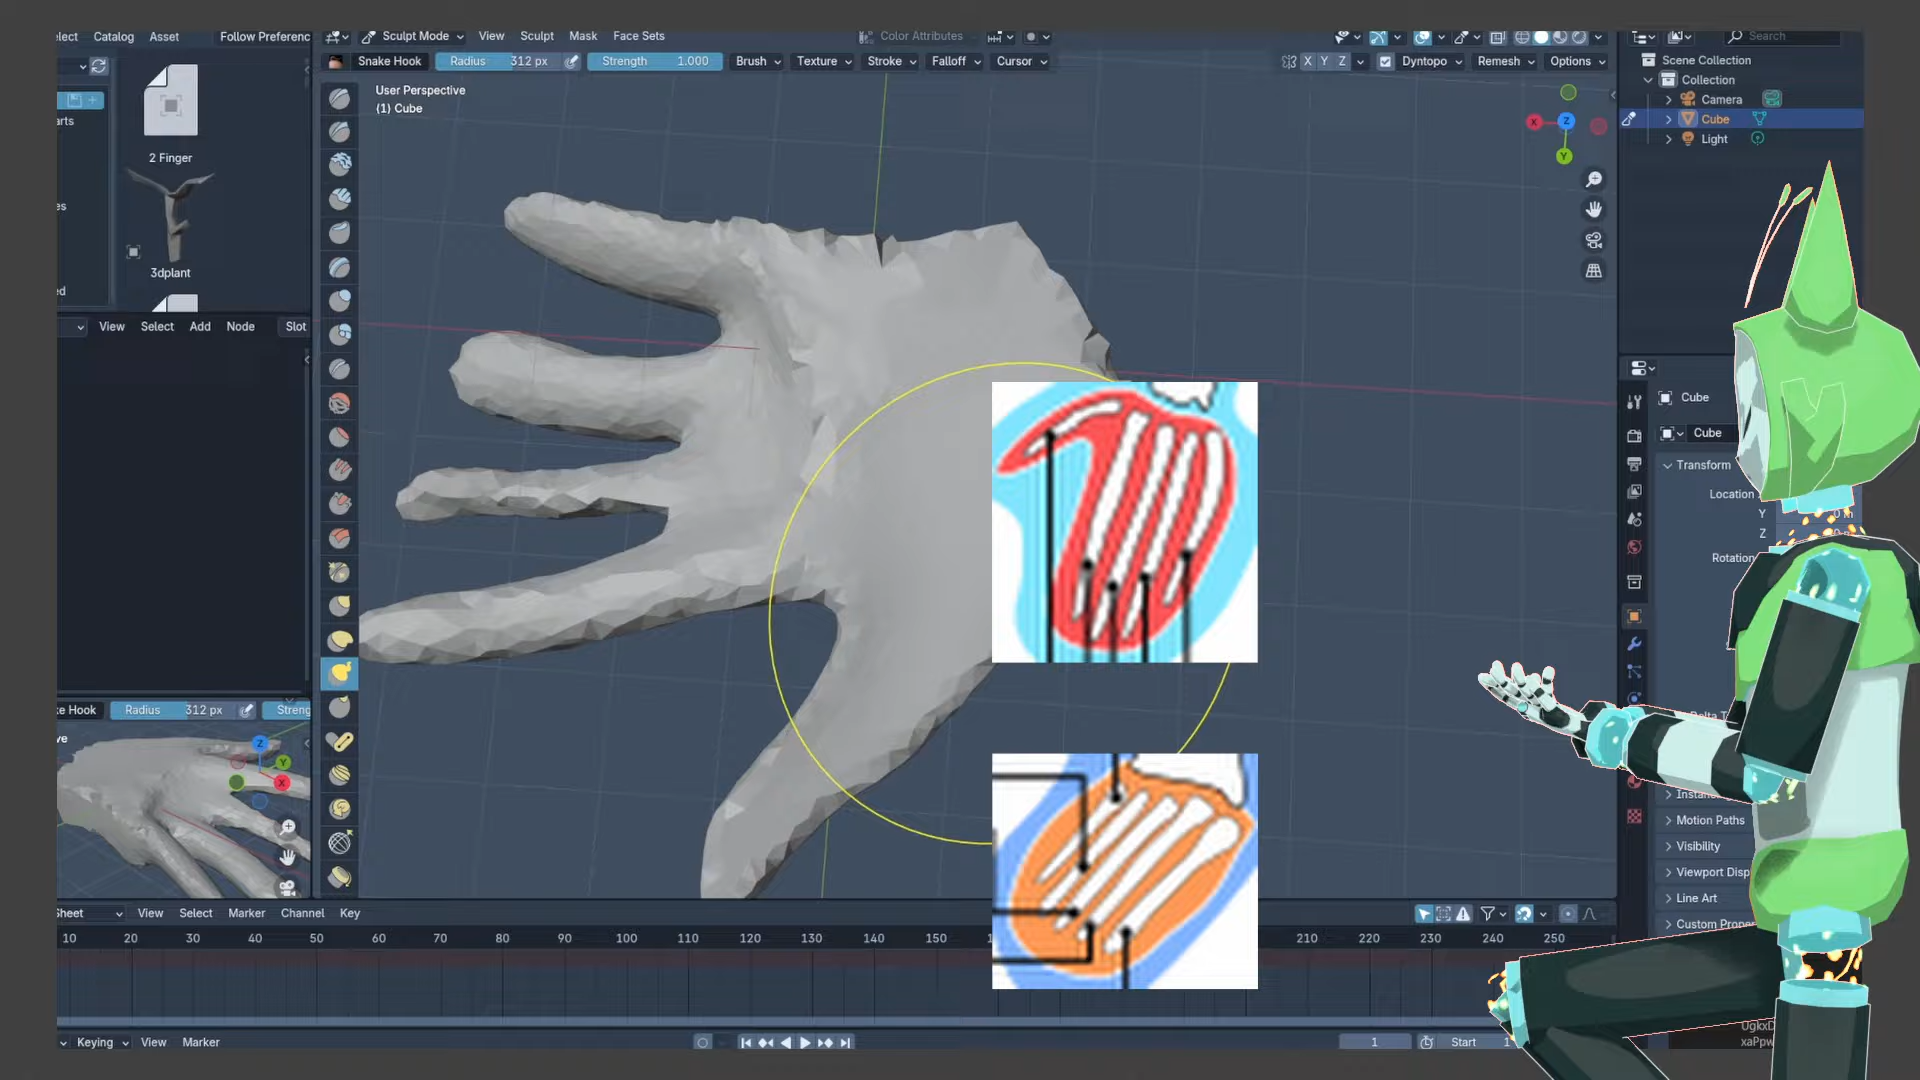 elect Catalog Asset Follow Preferenc
Sculpt Mode View Sculpt Mask Face Sets Color Attributes
Search
Snake Hook Radius 312 px Strength 1.000 Brush Texture Stroke Falloff Cursor X Y Z Dyntopo Remesh Options
Scene Collection
Collection
Camera
Cube
Light
User Perspective
(1) Cube
X
Z
Y
arts
2 Finger
es
3dplant
ed
View Select Add Node Slot
Cube
Cube
Transform
Location
Y
Z
Rotation
ke Hook Radius 312 px Streng
ve
Z
Y
X
Motion Paths
Visibility
Viewport Disp
Line Art
Custom Prope
Sheet View Select Marker Channel Key
10 20 30 40 50 60 70 80 90 100 110 120 130 140 150 210 220 230 240 250
Keying View Marker
1 Start 1
xaPpw